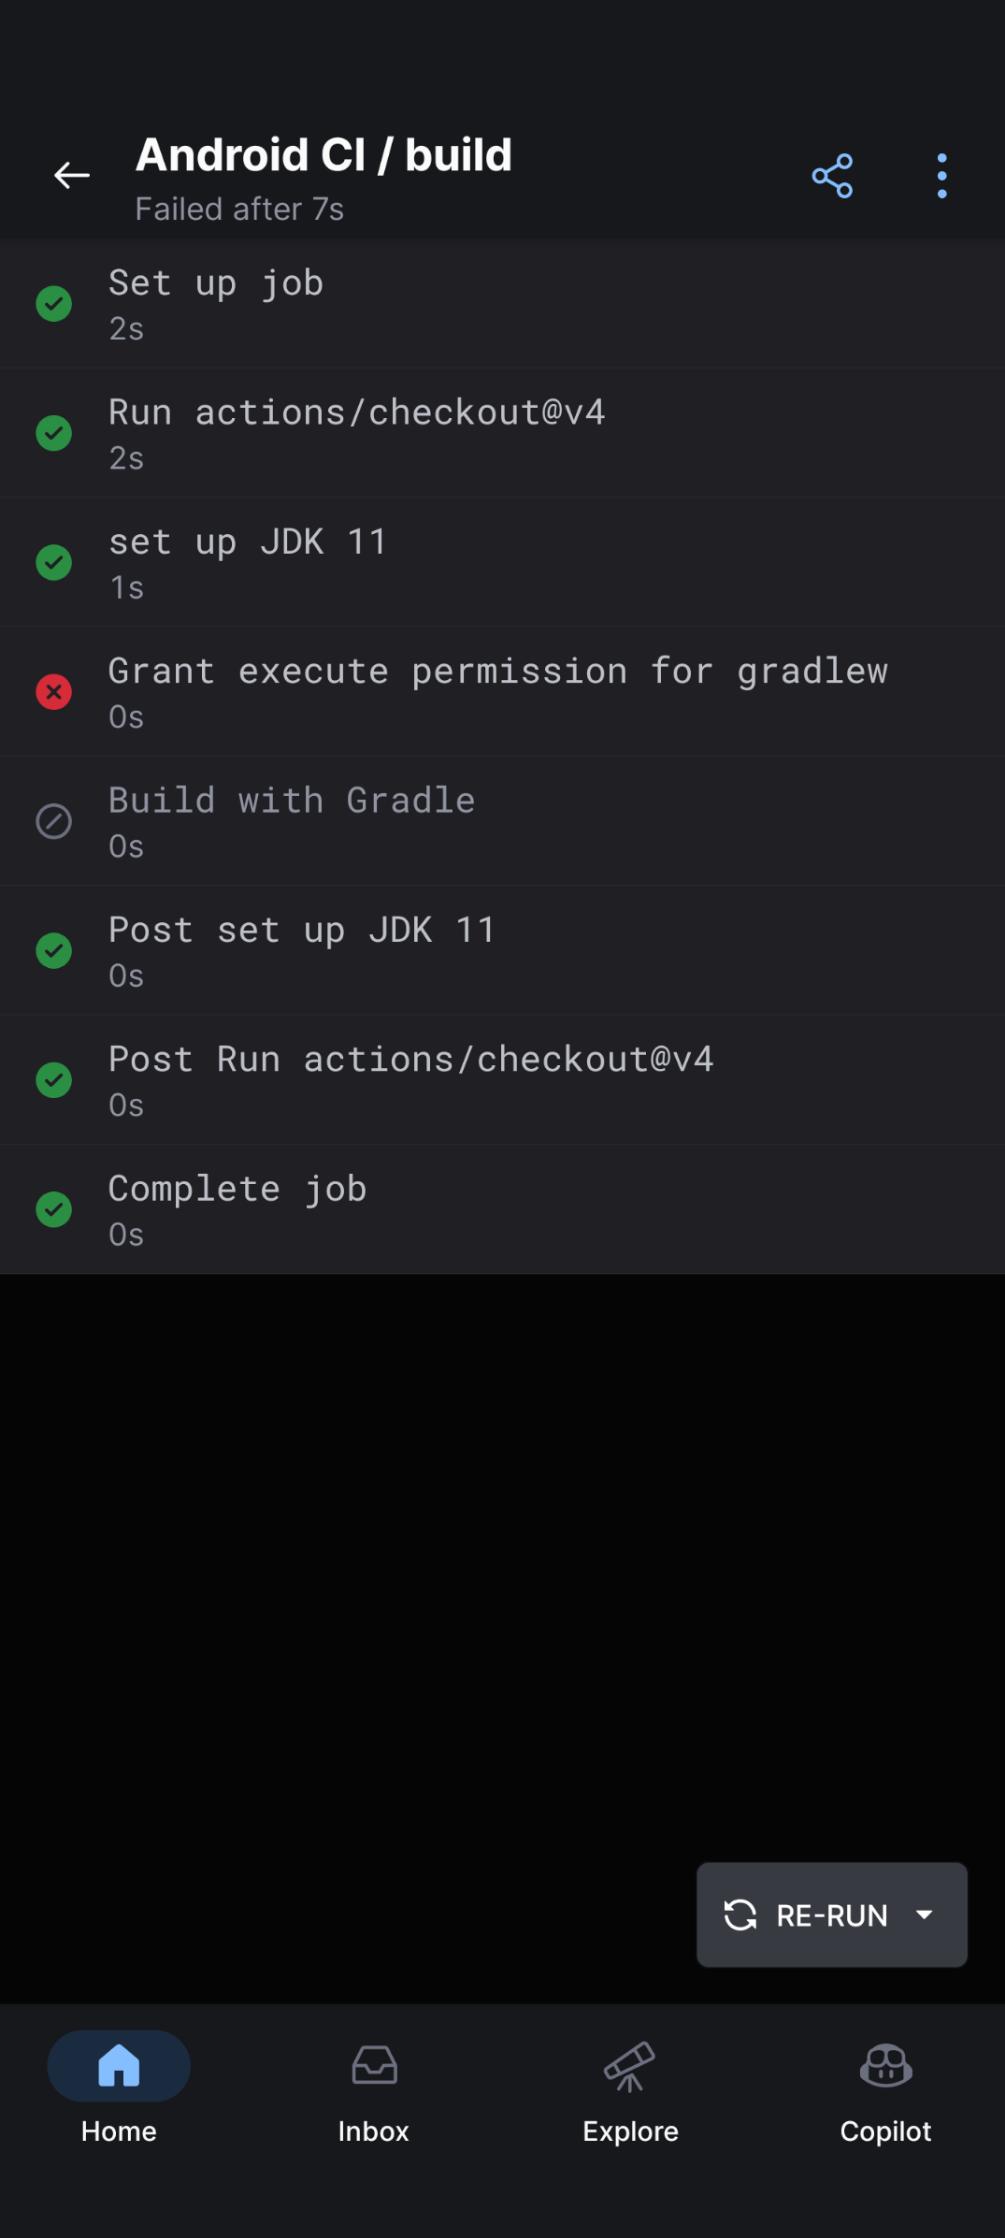 Android CI / build
Failed after 7s
Set up job
2s
Run actions/checkout@v4
2s
set up JDK 11
1s
Grant execute permission for gradlew
0s
Build with Gradle
0s
Post set up JDK 11
0s
Post Run actions/checkout@v4
0s
Complete job
0s
RE-RUN
Home Inbox Explore Copilot